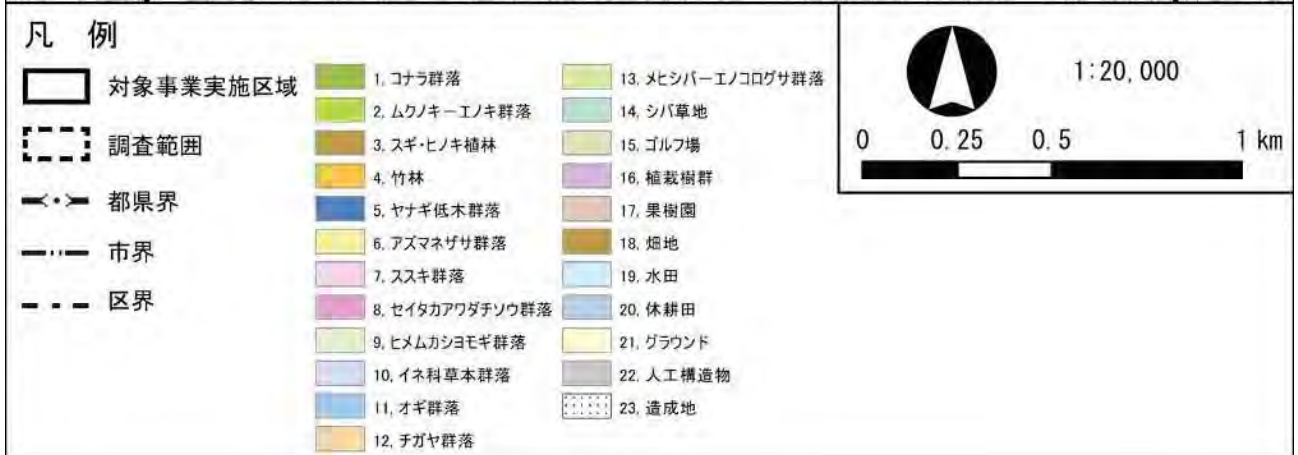 凡　例
対象事業実施区域
調査範囲
都県界
市界
区界
1. コナラ群落
2. ムクノキーエノキ群落
3. スギ・ヒノキ植林
4. 竹林
5. ヤナギ低木群落
6. アズマネザサ群落
7. ススキ群落
8. セイタカアワダチソウ群落
9. ヒメムカシヨモギ群落
10. イネ科草本群落
11. オギ群落
12. チガヤ群落
13. メヒシバーエノコログサ群落
14. シバ草地
15. ゴルフ場
16. 植栽樹群
17. 果樹園
18. 畑地
19. 水田
20. 休耕田
21. グラウンド
22. 人工構造物
23. 造成地
1:20,000
0 0.25 0.5 1 km